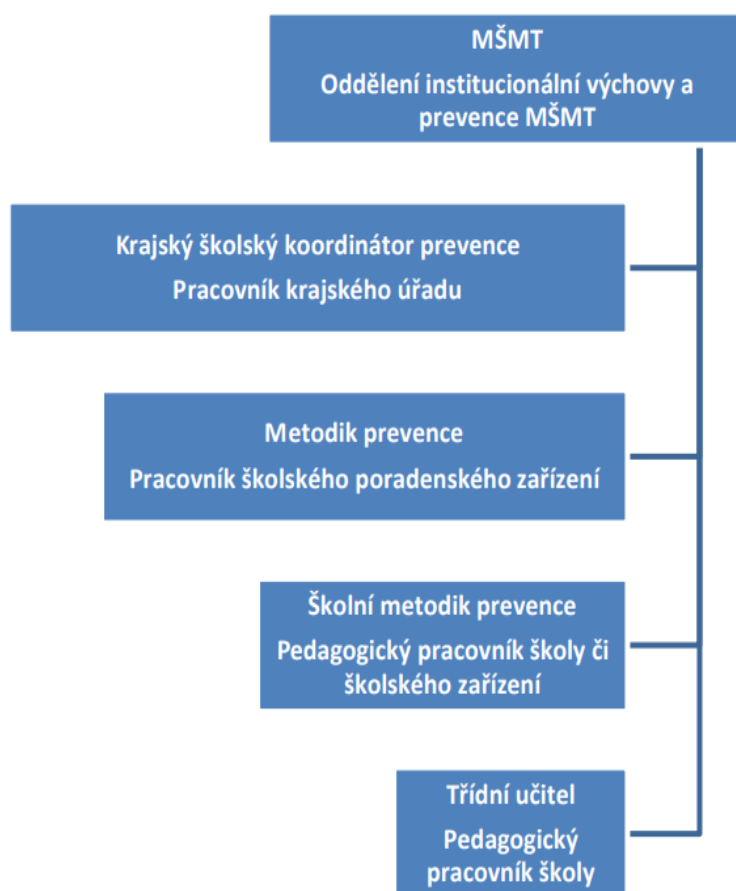 MŠMT
Oddělení institucionální výchovy a
prevence MŠMT
Krajský školský koordinátor prevence
Pracovník krajského úřadu
Metodik prevence
Pracovník školského poradenského zařízení
Školní metodik prevence
Pedagogický pracovník školy či
školského zařízení
Třídní učitel
Pedagogický
pracovník školy